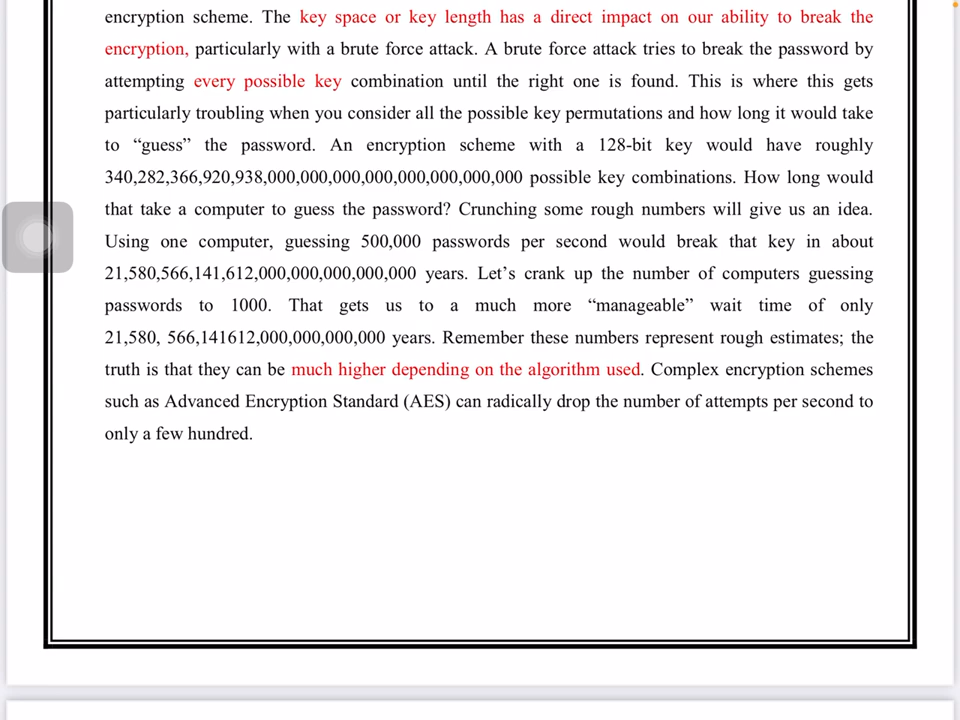 encryption scheme. The key space or key length has a direct impact on our ability to break the
encryption, particularly with a brute force attack. A brute force attack tries to break the password by
attempting every possible key combination until the right one is found. This is where this gets
particularly troubling when you consider all the possible key permutations and how long it would take
to “guess” the password. An encryption scheme with a 128-bit key would have roughly
340,282,366,920,938,000,000,000,000,000,000,000,000 possible key combinations. How long would
that take a computer to guess the password? Crunching some rough numbers will give us an idea.
Using one computer, guessing 500,000 passwords per second would break that key in about
21,580,566,141,612,000,000,000,000,000 years. Let’s crank up the number of computers guessing
passwords to 1000. That gets us to a much more “manageable” wait time of only
21,580, 566,141612,000,000,000,000 years. Remember these numbers represent rough estimates; the
truth is that they can be much higher depending on the algorithm used. Complex encryption schemes
such as Advanced Encryption Standard (AES) can radically drop the number of attempts per second to
only a few hundred.